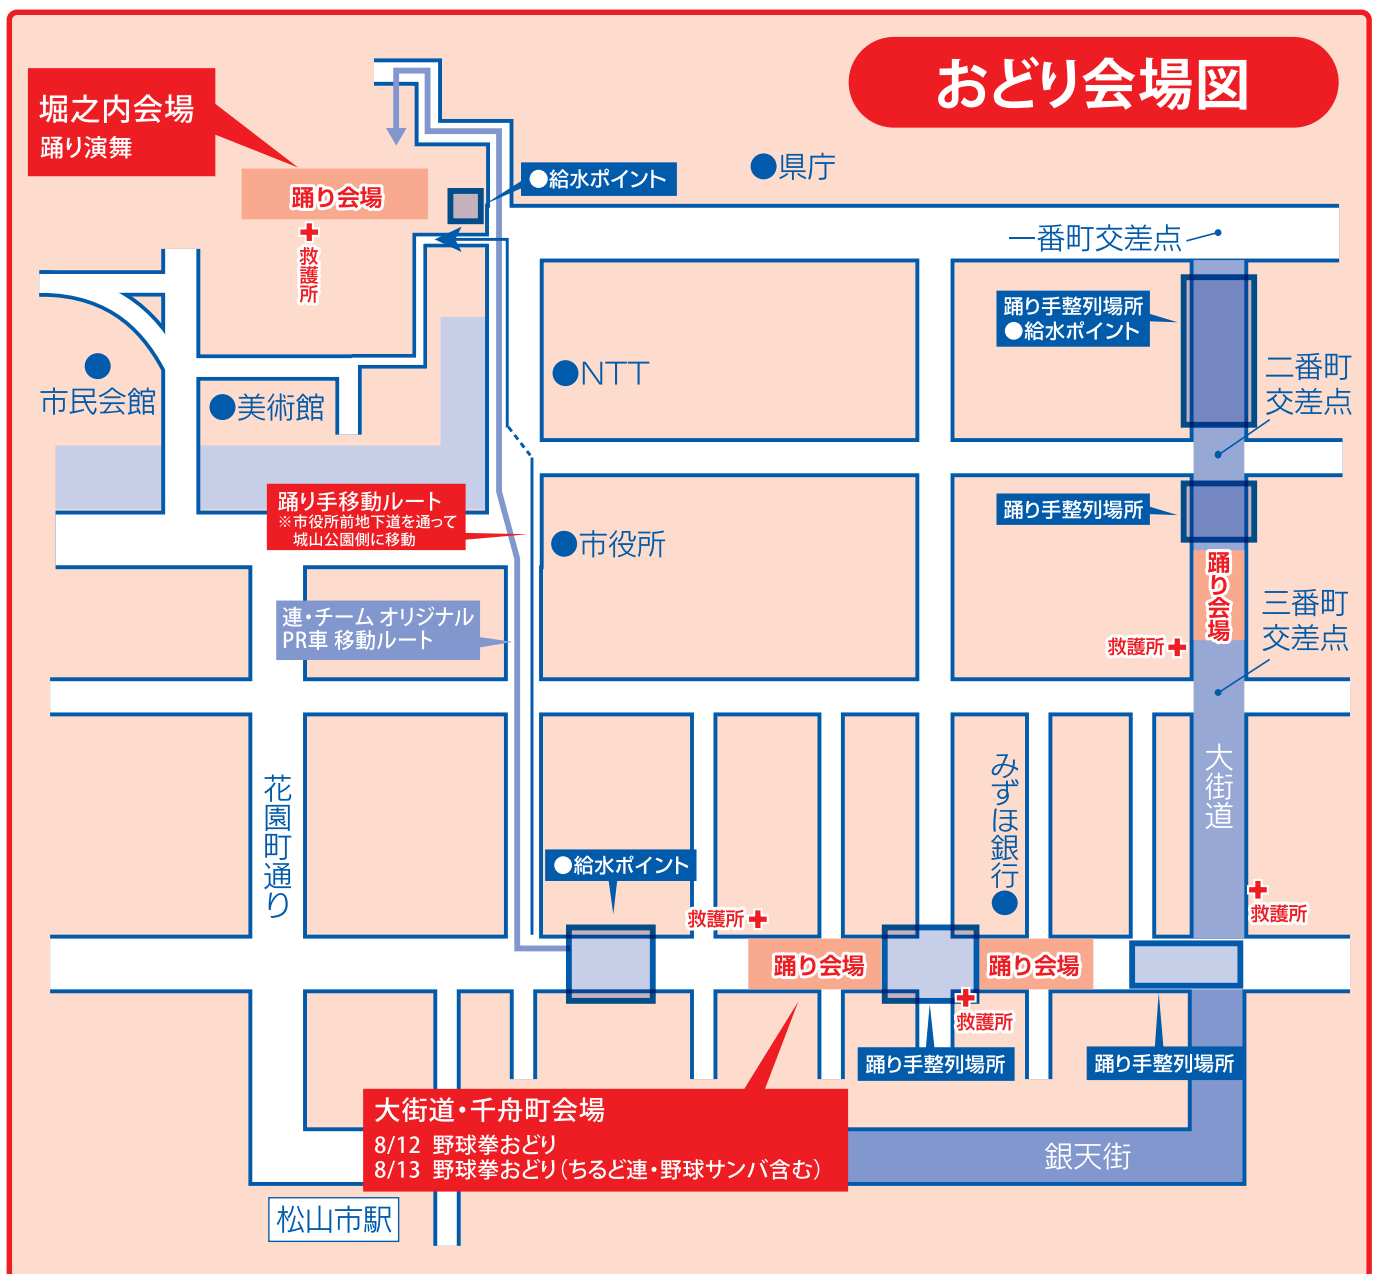 おどり会場図
堀之内会場
踊り演舞
踊り会場
救護所
●給水ポイント
県庁
一番町交差点
踊り手整列場所
●給水ポイント
二番町
交差点
市民会館
美術館
NTT
踊り手移動ルート
※市役所前地下道を通って
城山公園側に移動
市役所
踊り手整列場所
踊り会場
連・チーム オリジナル
PR車 移動ルート
三番町
交差点
救護所
大街道
花園町通り
みずほ銀行
●給水ポイント
救護所
救護所
踊り会場
踊り会場
救護所
踊り手整列場所
踊り手整列場所
大街道・千舟町会場
8/12 野球拳おどり
8/13 野球拳おどり(ちるど連・野球サンバ含む)
銀天街
松山市駅